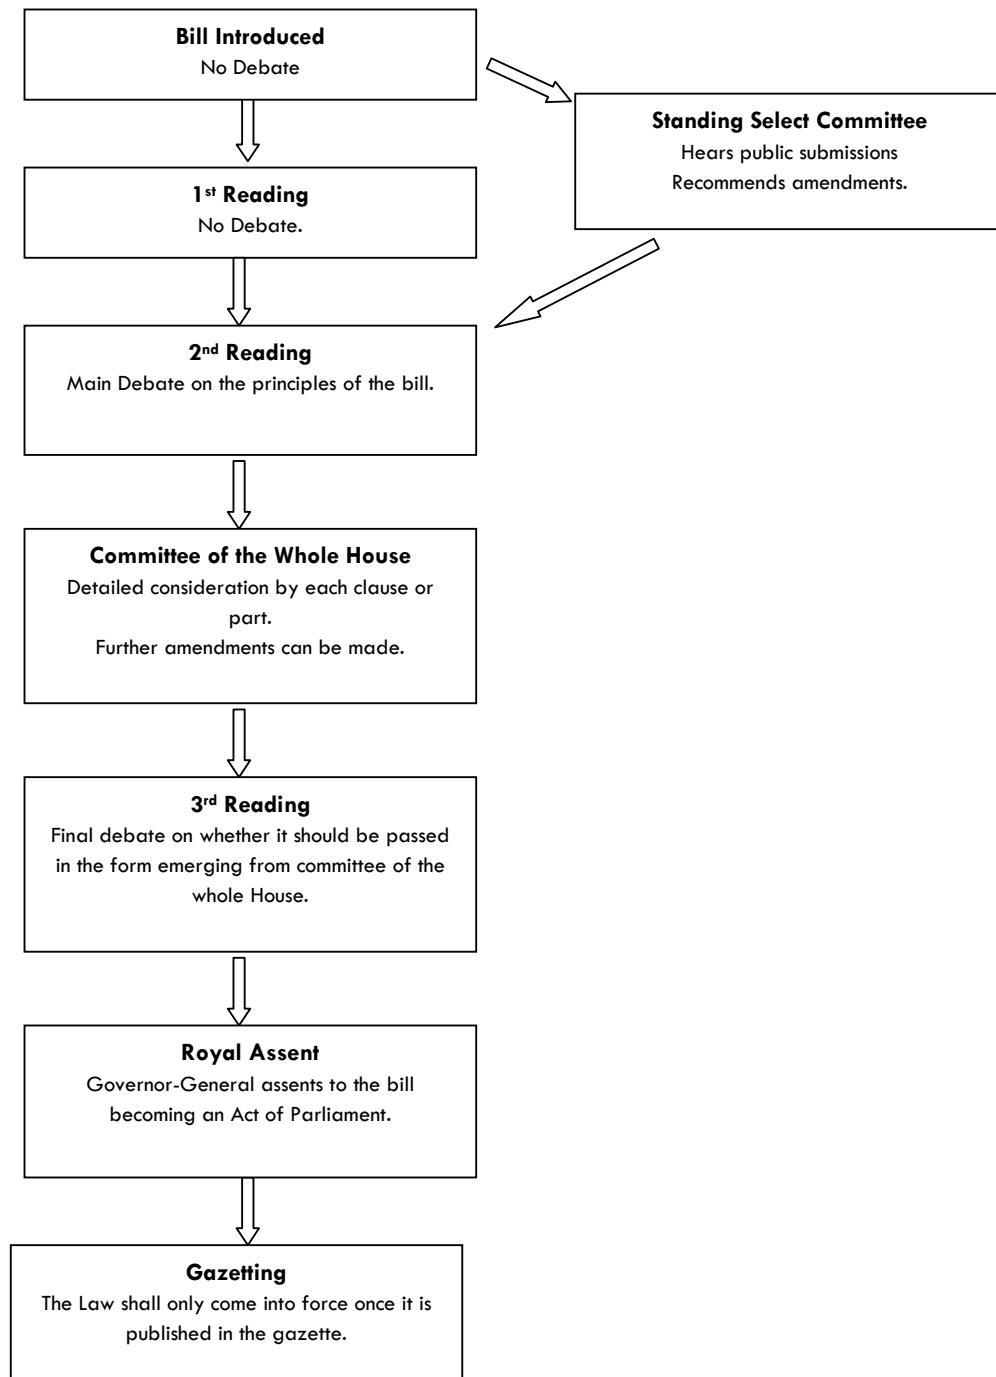 Bill Introduced
No Debate
Standing Select Committee
Hears public submissions
Recommends amendments.
1st Reading
No Debate.
2nd Reading
Main Debate on the principles of the bill.
Committee of the Whole House
Detailed consideration by each clause or
part.
Further amendments can be made.
3rd Reading
Final debate on whether it should be passed
in the form emerging from committee of the
whole House.
Royal Assent
Governor-General assents to the bill
becoming an Act of Parliament.
Gazetting
The Law shall only come into force once it is
published in the gazette.